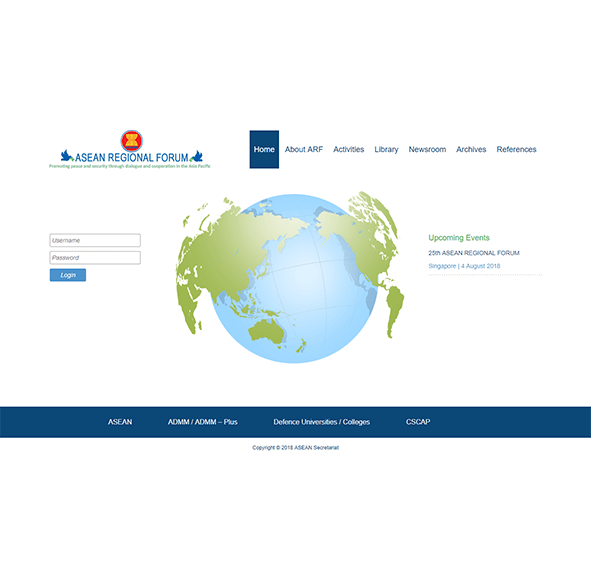 ASEAN REGIONAL FORUM
Promoting peace and security through dialogue and cooperation in the Asia Pacific
Home About ARF Activities Library Newsroom Archives References
Username
Password
Login
Upcoming Events
25th ASEAN REGIONAL FORUM
Singapore | 4 August 2018
ASEAN ADMM / ADMM – Plus Defence Universities / Colleges CSCAP
Copyright © 2018 ASEAN Secretariat